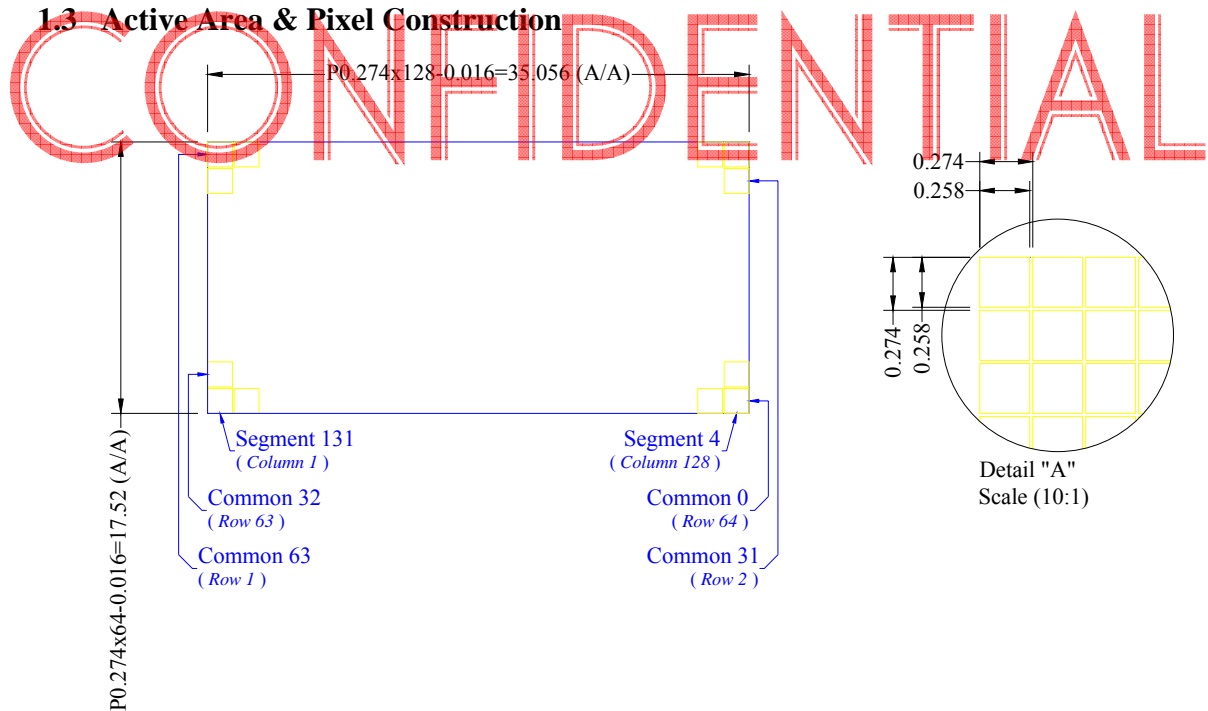 1.3 Active Area & Pixel Construction
CONFIDENTIAL
P0.274x128-0.016=35.056 (A/A)
0.274
0.258
0.274
0.258
P0.274x64-0.016=17.52 (A/A)
Segment 131
( Column 1 )
Segment 4
( Column 128 )
Common 32
( Row 63 )
Common 0
( Row 64 )
Common 63
( Row 1 )
Common 31
( Row 2 )
Detail "A"
Scale (10:1)